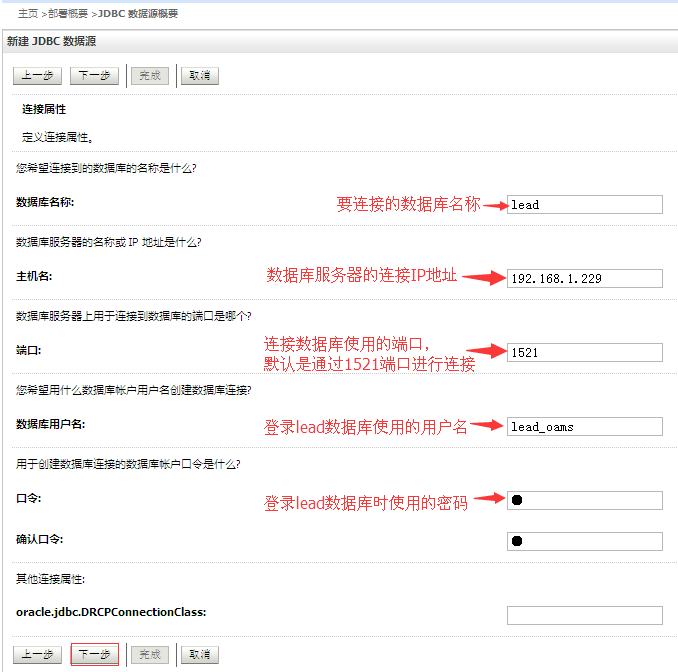 主页 >部署概要 >JDBC 数据源概要
新建 JDBC 数据源
上一步 下一步 完成 取消
连接属性
定义连接属性。
您希望连接到的数据库的名称是什么?
数据库名称: 要连接的数据库名称 lead
数据库服务器的名称或 IP 地址是什么?
主机名: 数据库服务器的连接IP地址 192.168.1.229
数据库服务器上用于连接到数据库的端口是哪个?
端口: 连接数据库使用的端口, 1521
默认是通过1521端口进行连接
您希望用什么数据库帐户用户名创建数据库连接?
数据库用户名: 登录lead数据库使用的用户名 lead_oams
用于创建数据库连接的数据库帐户口令是什么?
口令: 登录lead数据库时使用的密码 ●
确认口令: ●
其他连接属性:
oracle.jdbc.DRCPConnectionClass:
上一步 下一步 完成 取消